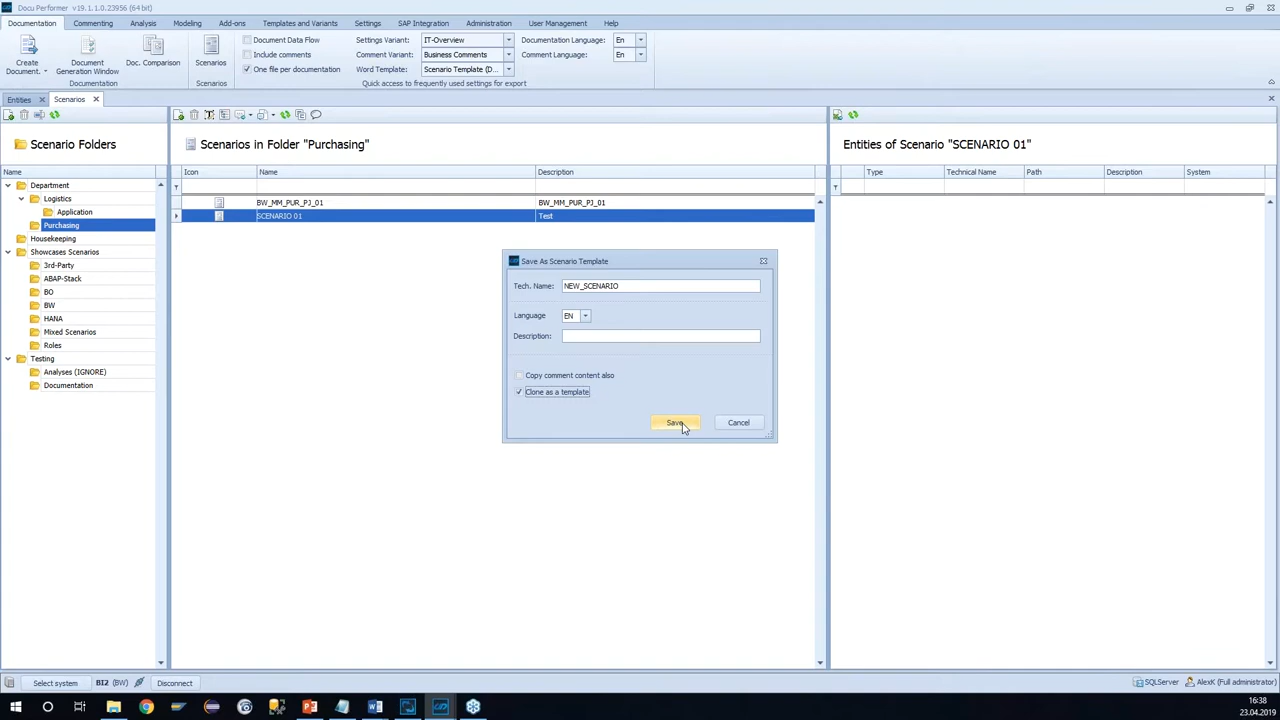 Docu Performer v19.1.1.0.23956 (64 bit)
Documentation Commenting Analysis Modeling Add-ons Templates and Variants Settings SAP Integration Administration User Management Help
Create Document.
Document Generation Window
Doc. Comparison
Scenarios
Document Data Flow
Include comments
One file per documentation
Settings Variant: IT-Overview
Comment Variant: Business Comments
Word Template: Scenario Template (D...
Documentation Language: En
Comment Language: En
Documentation Scenarios Quick access to frequently used settings for export
Entities Scenarios
Scenario Folders
Name
Department
Logistics
Application
Purchasing
Housekeeping
Showcases Scenarios
3rd-Party
ABAP-Stack
BO
BW
HANA
Mixed Scenarios
Roles
Testing
Analyses (IGNORE)
Documentation
Scenarios in Folder "Purchasing"
Icon Name Description
BW_MM_PUR_PJ_01 BW_MM_PUR_PJ_01
SCENARIO 01 Test
Save As Scenario Template
Tech. Name: NEW_SCENARIO
Language EN
Description:
Copy comment content also
Clone as a template
Save Cancel
Entities of Scenario "SCENARIO 01"
Type Technical Name Path Description System
Select system BI2 (BW) Disconnect SQLServer AlexK (Full administrator)
16:38
23.04.2019